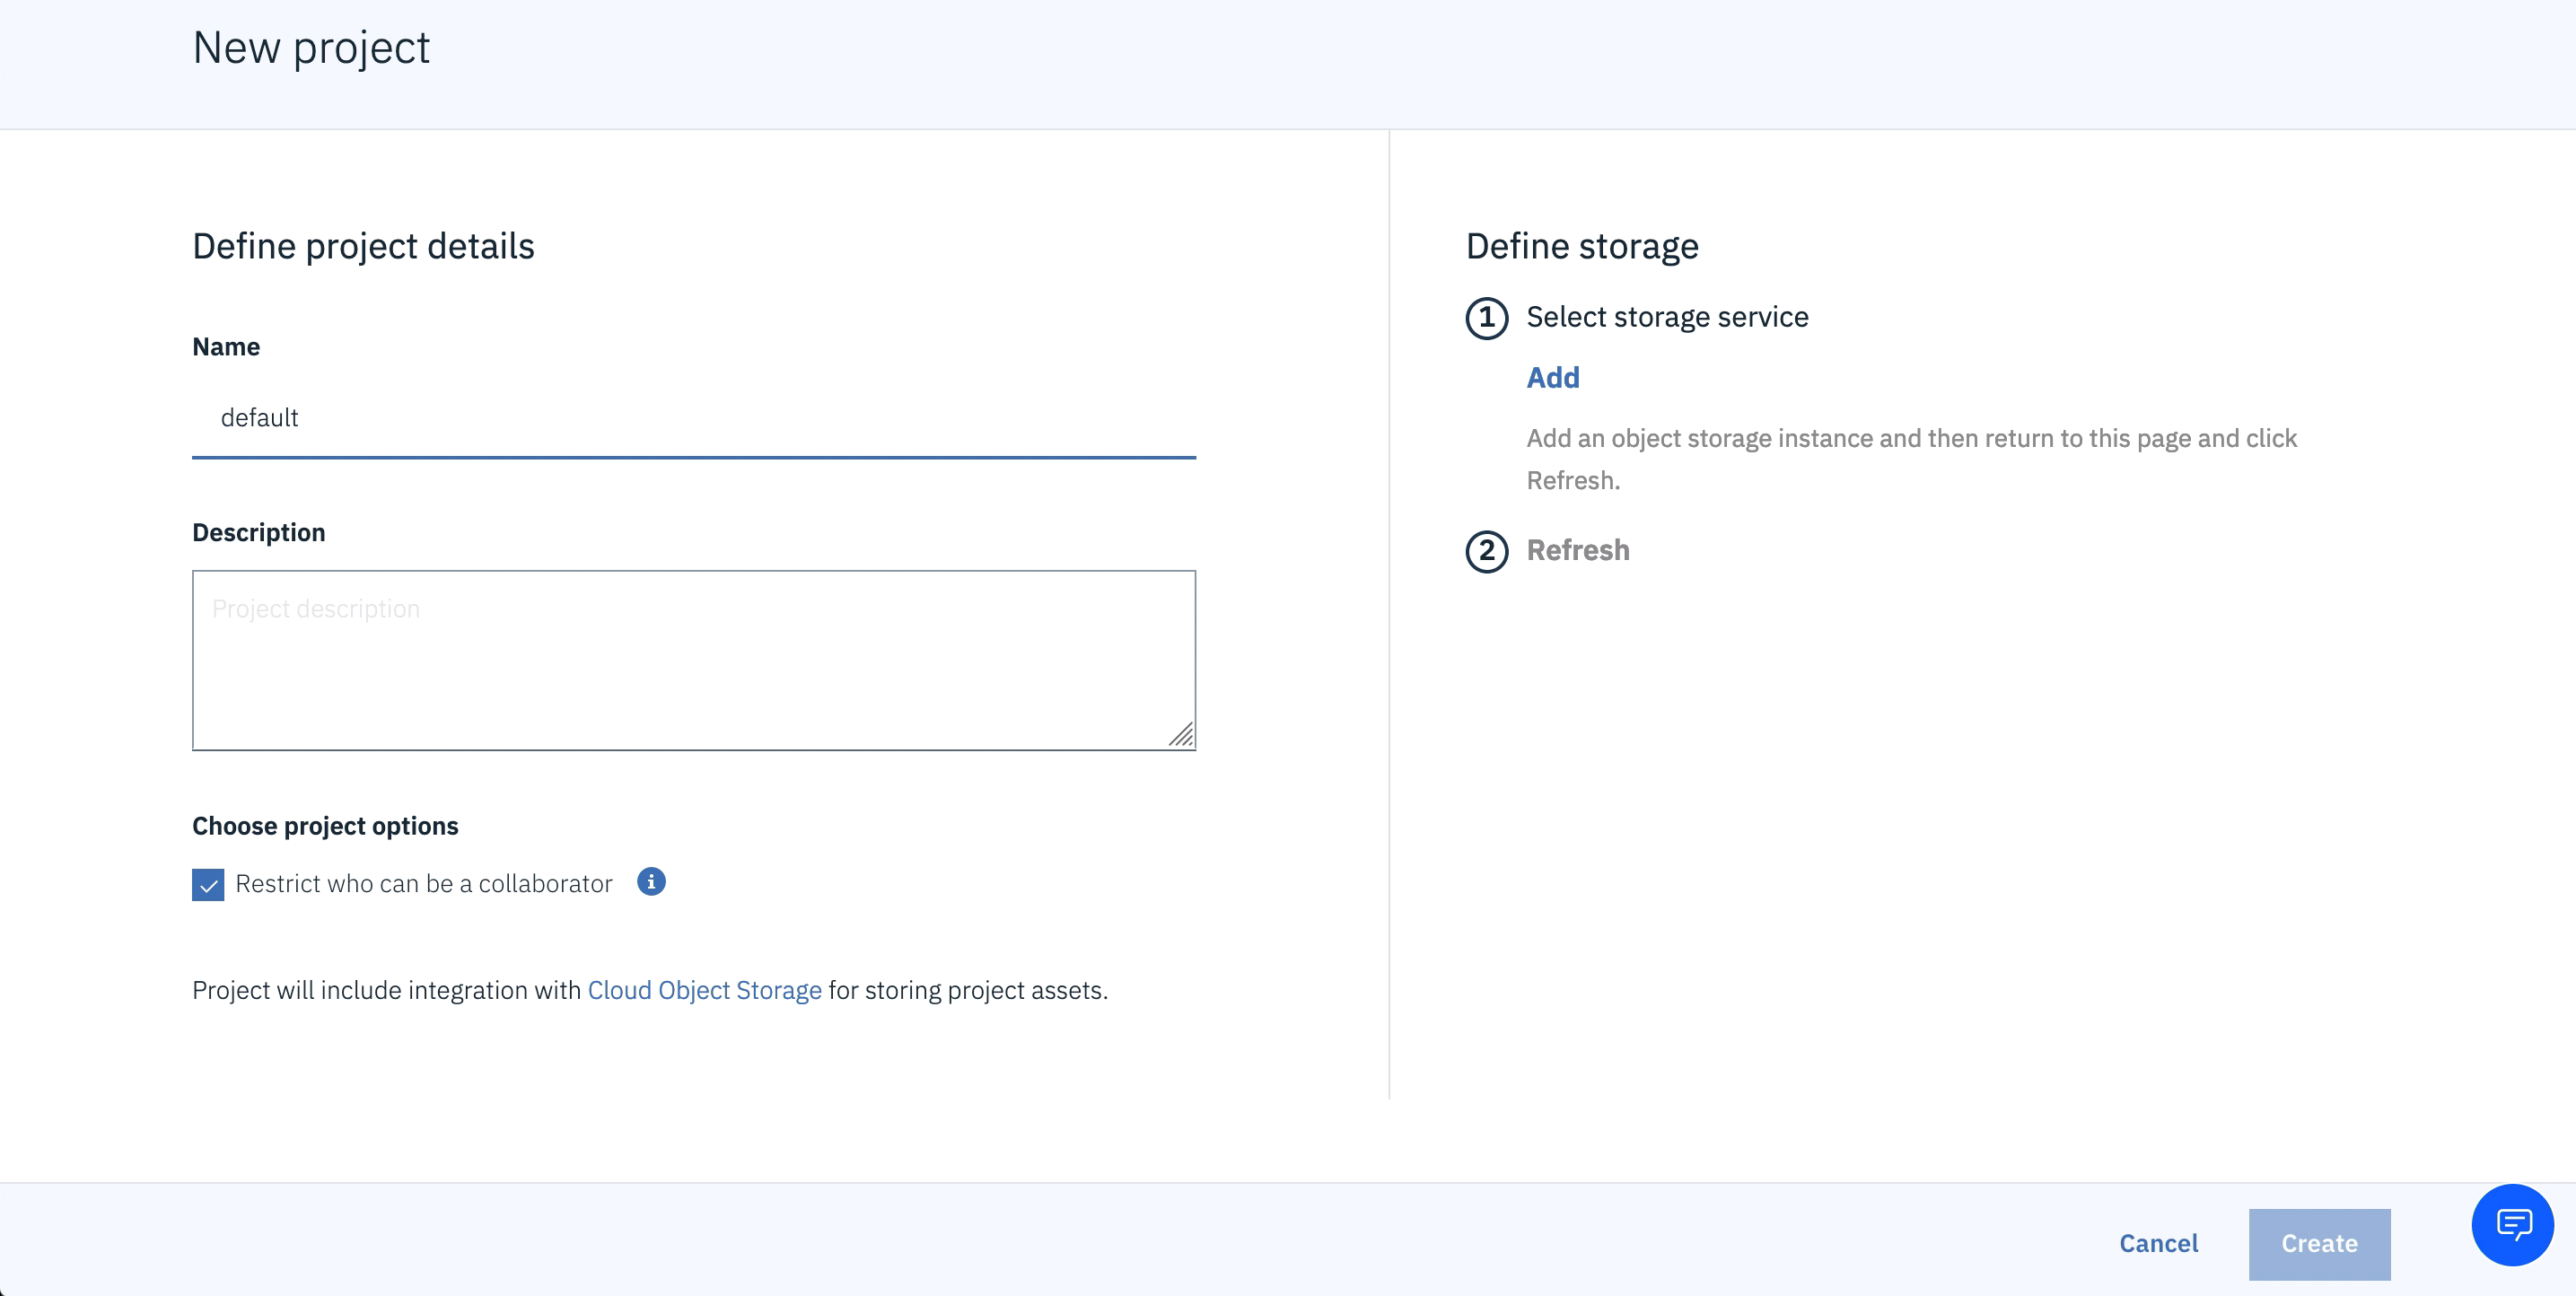 New project
Define project details
Name
default
Description
Project description
Choose project options
Restrict who can be a collaborator
Project will include integration with Cloud Object Storage for storing project assets.
Define storage
1 Select storage service
Add
Add an object storage instance and then return to this page and click
Refresh.
2 Refresh
Cancel
Create